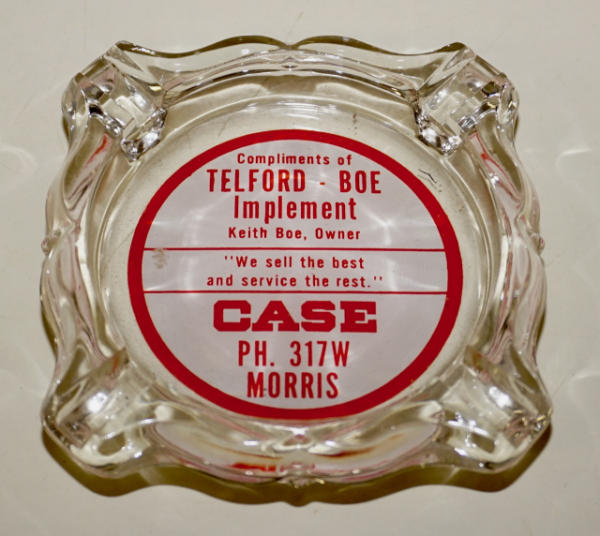 Compliments of
TELFORD - BOE
Implement
Keith Boe, Owner
"We sell the best
and service the rest."
CASE
PH. 317W
MORRIS